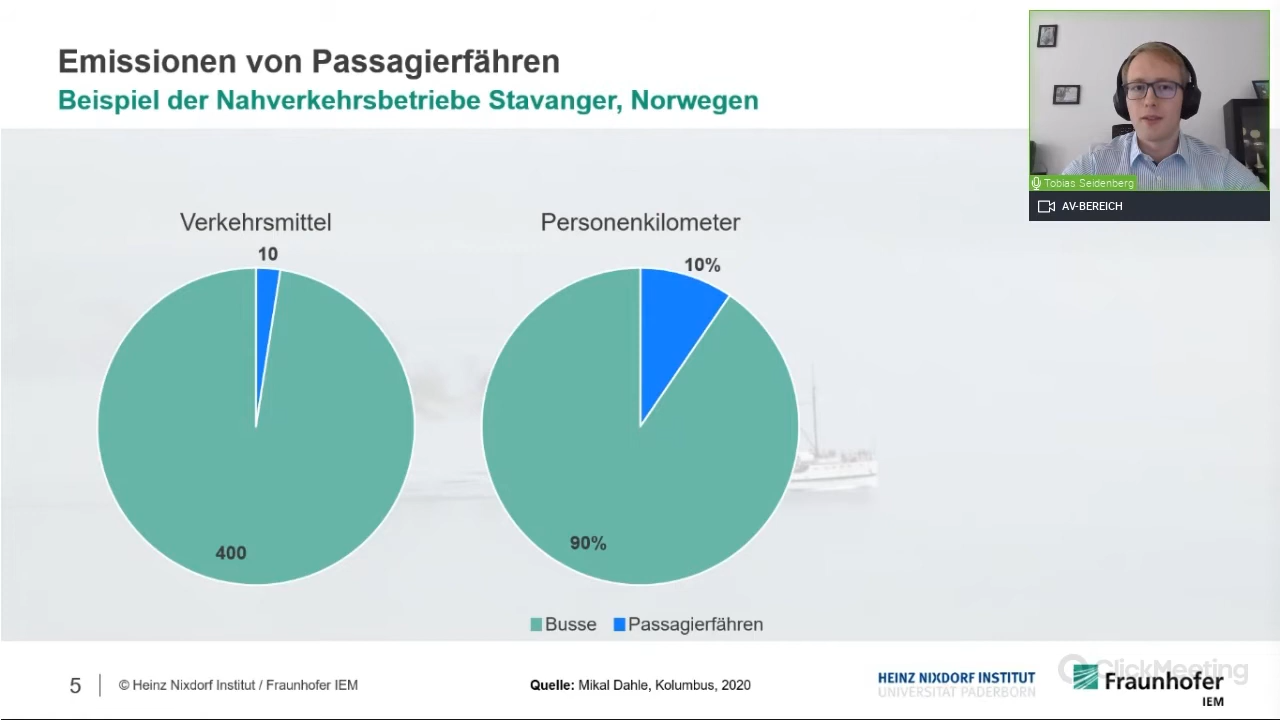 Emissionen von Passagierfähren
Beispiel der Nahverkehrsbetriebe Stavanger, Norwegen
Tobias Seidenberg
AV-BEREICH
Verkehrsmittel
10
400
Personenkilometer
10%
90%
Busse Passagierfähren
5
© Heinz Nixdorf Institut / Fraunhofer IEM
Quelle: Mikal Dahle, Kolumbus, 2020
HEINZ NIXDORF INSTITUT
UNIVERSITÄT PADERBORN
ClickMeeting
Fraunhofer
IEM